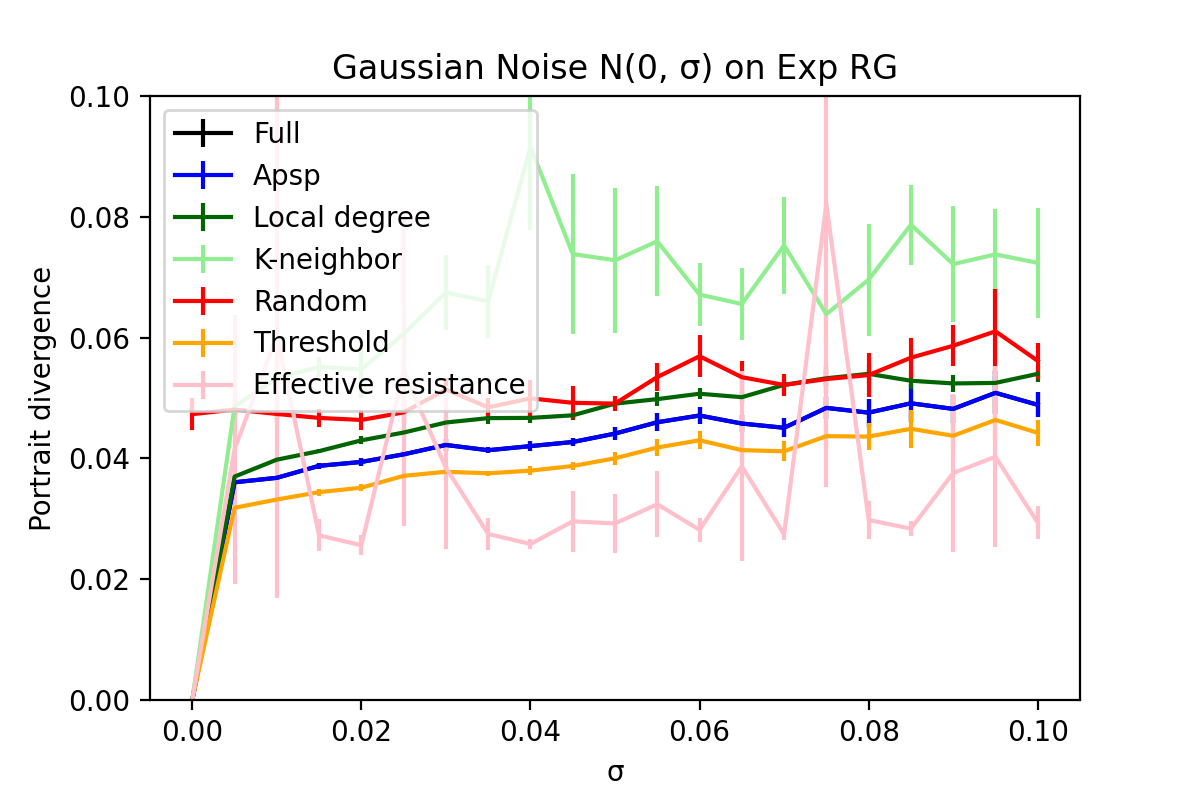 Gaussian Noise N(0, σ) on Exp RG
Portrait divergence
0.10
0.08
0.06
0.04
0.02
0.00
Full
Apsp
Local degree
K-neighbor
Random
Threshold
Effective resistance
0.00 0.02 0.04 0.06 0.08 0.10
σ